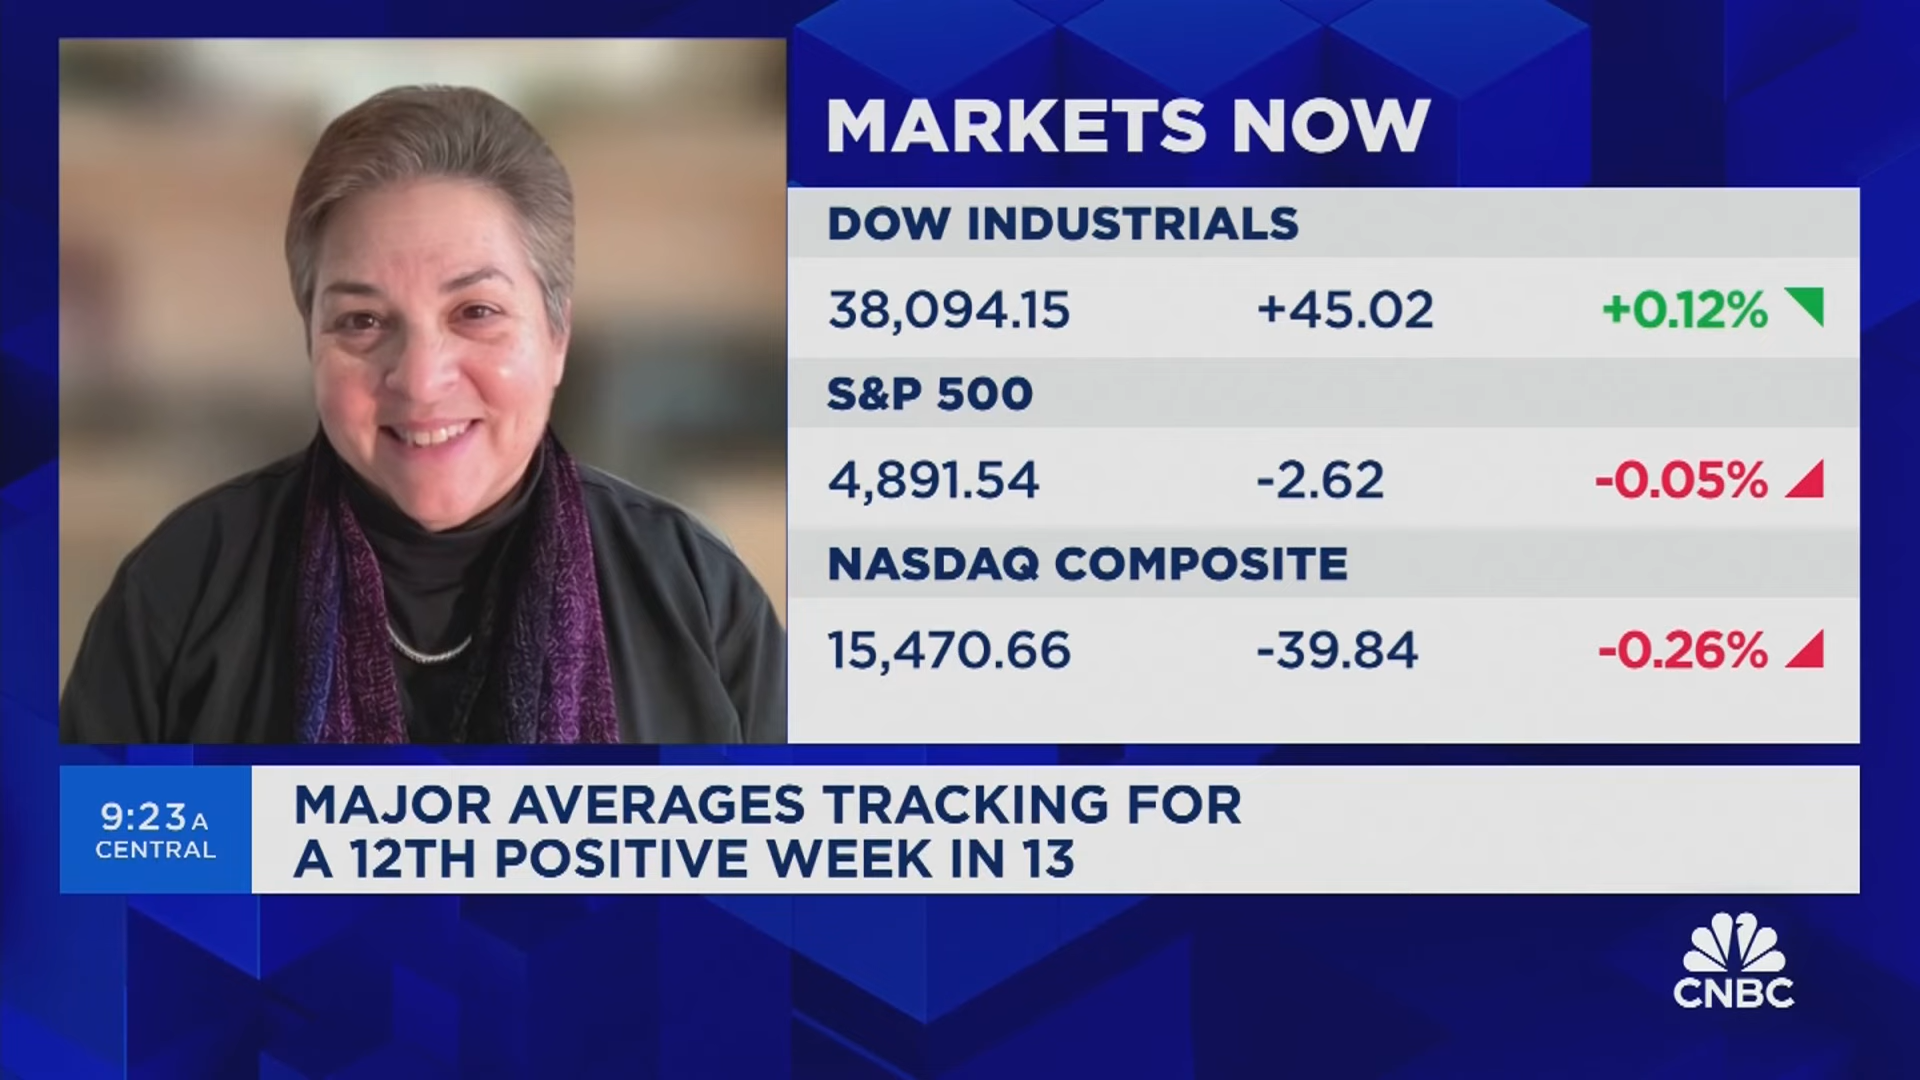 MARKETS NOW
DOW INDUSTRIALS
38,094.15 +45.02 +0.12%
S&P 500
4,891.54 -2.62 -0.05%
NASDAQ COMPOSITE
15,470.66 -39.84 -0.26%
9:23A
CENTRAL
MAJOR AVERAGES TRACKING FOR
A 12TH POSITIVE WEEK IN 13
CNBC